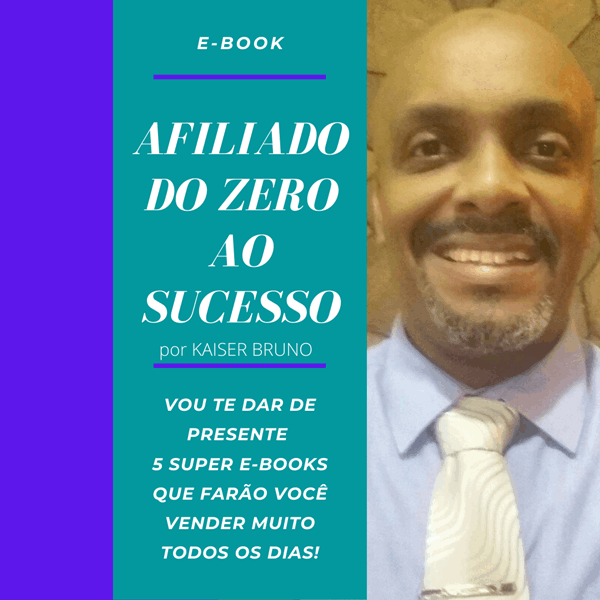 E-BOOK
AFILIADO
DO ZERO
AO
SUCESSO
por KAISER BRUNO
VOU TE DAR DE
PRESENTE
5 SUPER E-BOOKS
QUE FARÃO VOCÊ
VENDER MUITO
TODOS OS DIAS!